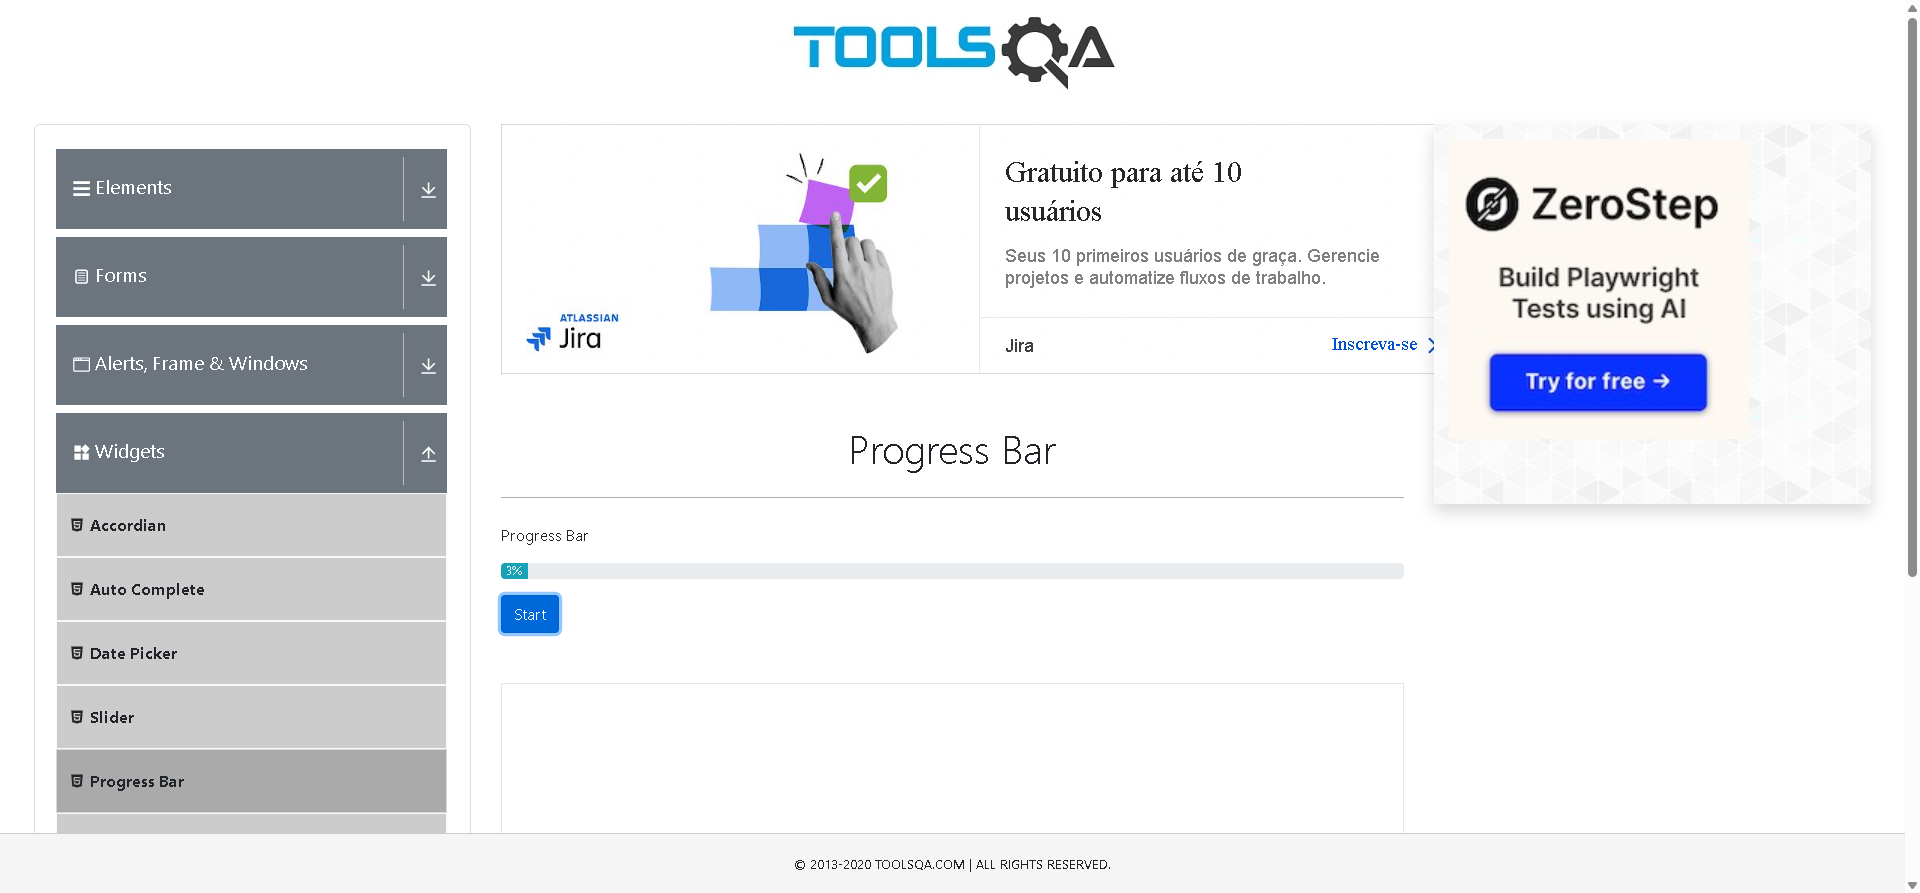 TOOLSQA
Elements
Forms
Alerts, Frame & Windows
Widgets
Accordian
Auto Complete
Date Picker
Slider
Progress Bar
ATLASSIAN
Jira
Gratuito para até 10
usuários
Seus 10 primeiros usuários de graça. Gerencie
projetos e automatize fluxos de trabalho.
Jira
Inscreva-se
ZeroStep
Build Playwright
Tests using AI
Try for free →
Progress Bar
Progress Bar
3%
Start
© 2013-2020 TOOLSQA.COM | ALL RIGHTS RESERVED.